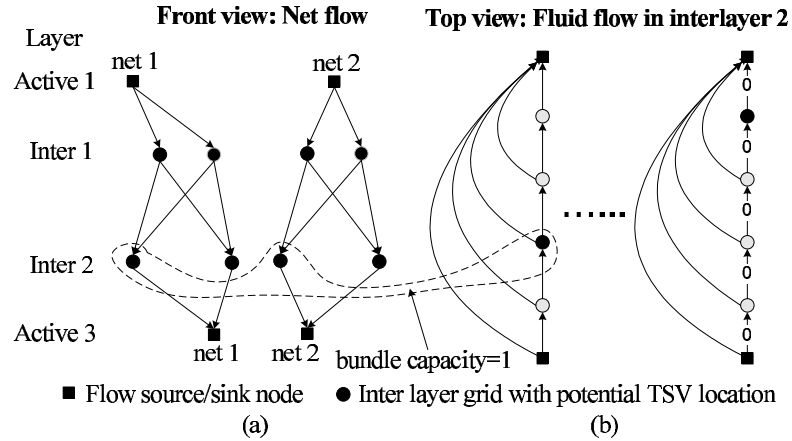 Front view: Net flow
Top view: Fluid flow in interlayer 2
Layer
net 1
net 2
Active 1
0
0
Inter 1
0
0
Inter 2
0
Active 3
net 1
net 2
bundle capacity=1
Flow source/sink node
Inter layer grid with potential TSV location
(a)
(b)